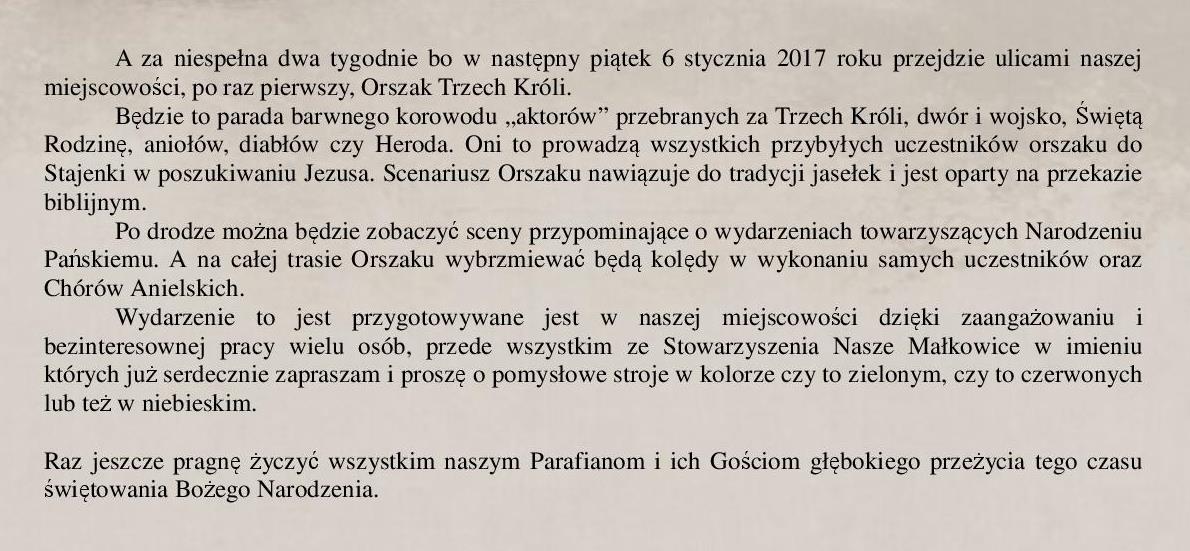 A za niespełna dwa tygodnie bo w następny piątek 6 stycznia 2017 roku przejdzie ulicami naszej
miejscowości, po raz pierwszy, Orszak Trzech Króli.
Będzie to parada barwnego korowodu „aktorów” przebranych za Trzech Króli, dwór i wojsko, Świętą
Rodzinę, aniołów, diabłów czy Heroda. Oni to prowadzą wszystkich przybyłych uczestników orszaku do
Stajenki w poszukiwaniu Jezusa. Scenariusz Orszaku nawiązuje do tradycji jasełek i jest oparty na przekazie
biblijnym.
Po drodze można będzie zobaczyć sceny przypominające o wydarzeniach towarzyszących Narodzeniu
Pańskiemu. A na całej trasie Orszaku wybrzmiewać będą kolędy w wykonaniu samych uczestników oraz
Chórów Anielskich.
Wydarzenie to jest przygotowywane jest w naszej miejscowości dzięki zaangażowaniu i
bezinteresownej pracy wielu osób, przede wszystkim ze Stowarzyszenia Nasze Małkowice w imieniu
których już serdecznie zapraszam i proszę o pomysłowe stroje w kolorze czy to zielonym, czy to czerwonych
lub też w niebieskim.
Raz jeszcze pragnę życzyć wszystkim naszym Parafianom i ich Gościom głębokiego przeżycia tego czasu
świętowania Bożego Narodzenia.